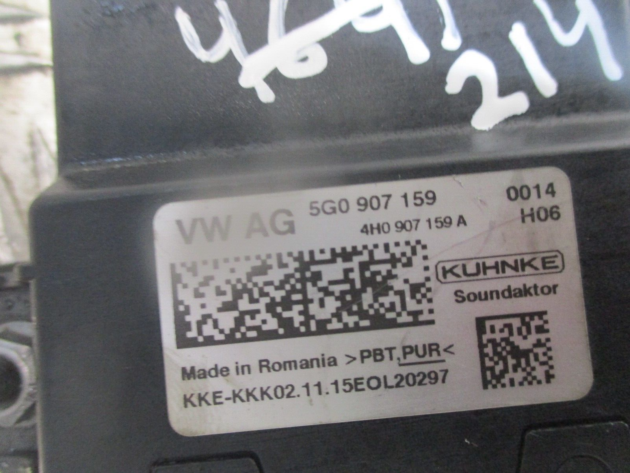 214
VW AG
5G0 907 159
0014
4H0 907 159 A
H06
KUHNKE
Soundaktor
Made in Romania >PBT,PUR<
KKE-KKK02.11.15EOL20297